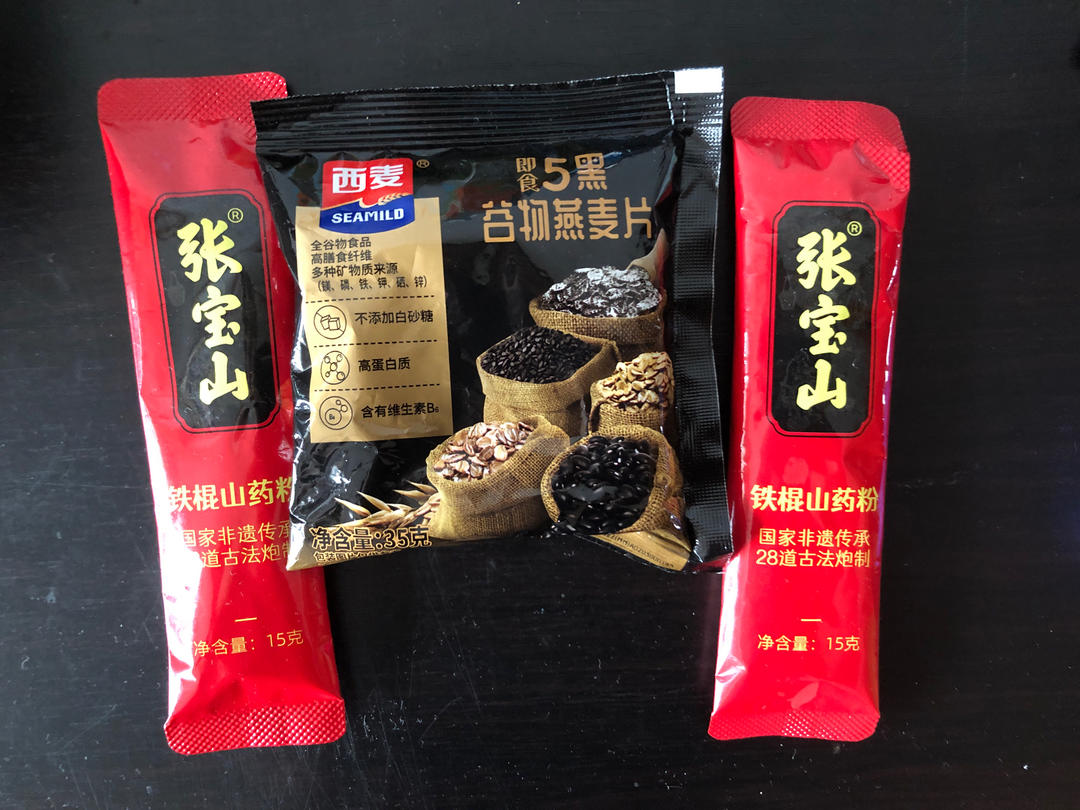 张宝山®
铁棍山药粉
国家非遗传承
道古法炮制
净含量：15克
西麦®
SEAMILD
即食5黑
谷物燕麦片
全谷物食品
高膳食纤维
多种矿物质来源
(镁、磷、铁、钾、硒、锌)
不添加白砂糖
高蛋白质
B6
含有维生素B6
净含量:35克
张宝山®
铁棍山药粉
国家非遗传承
28道古法炮制
净含量：15克